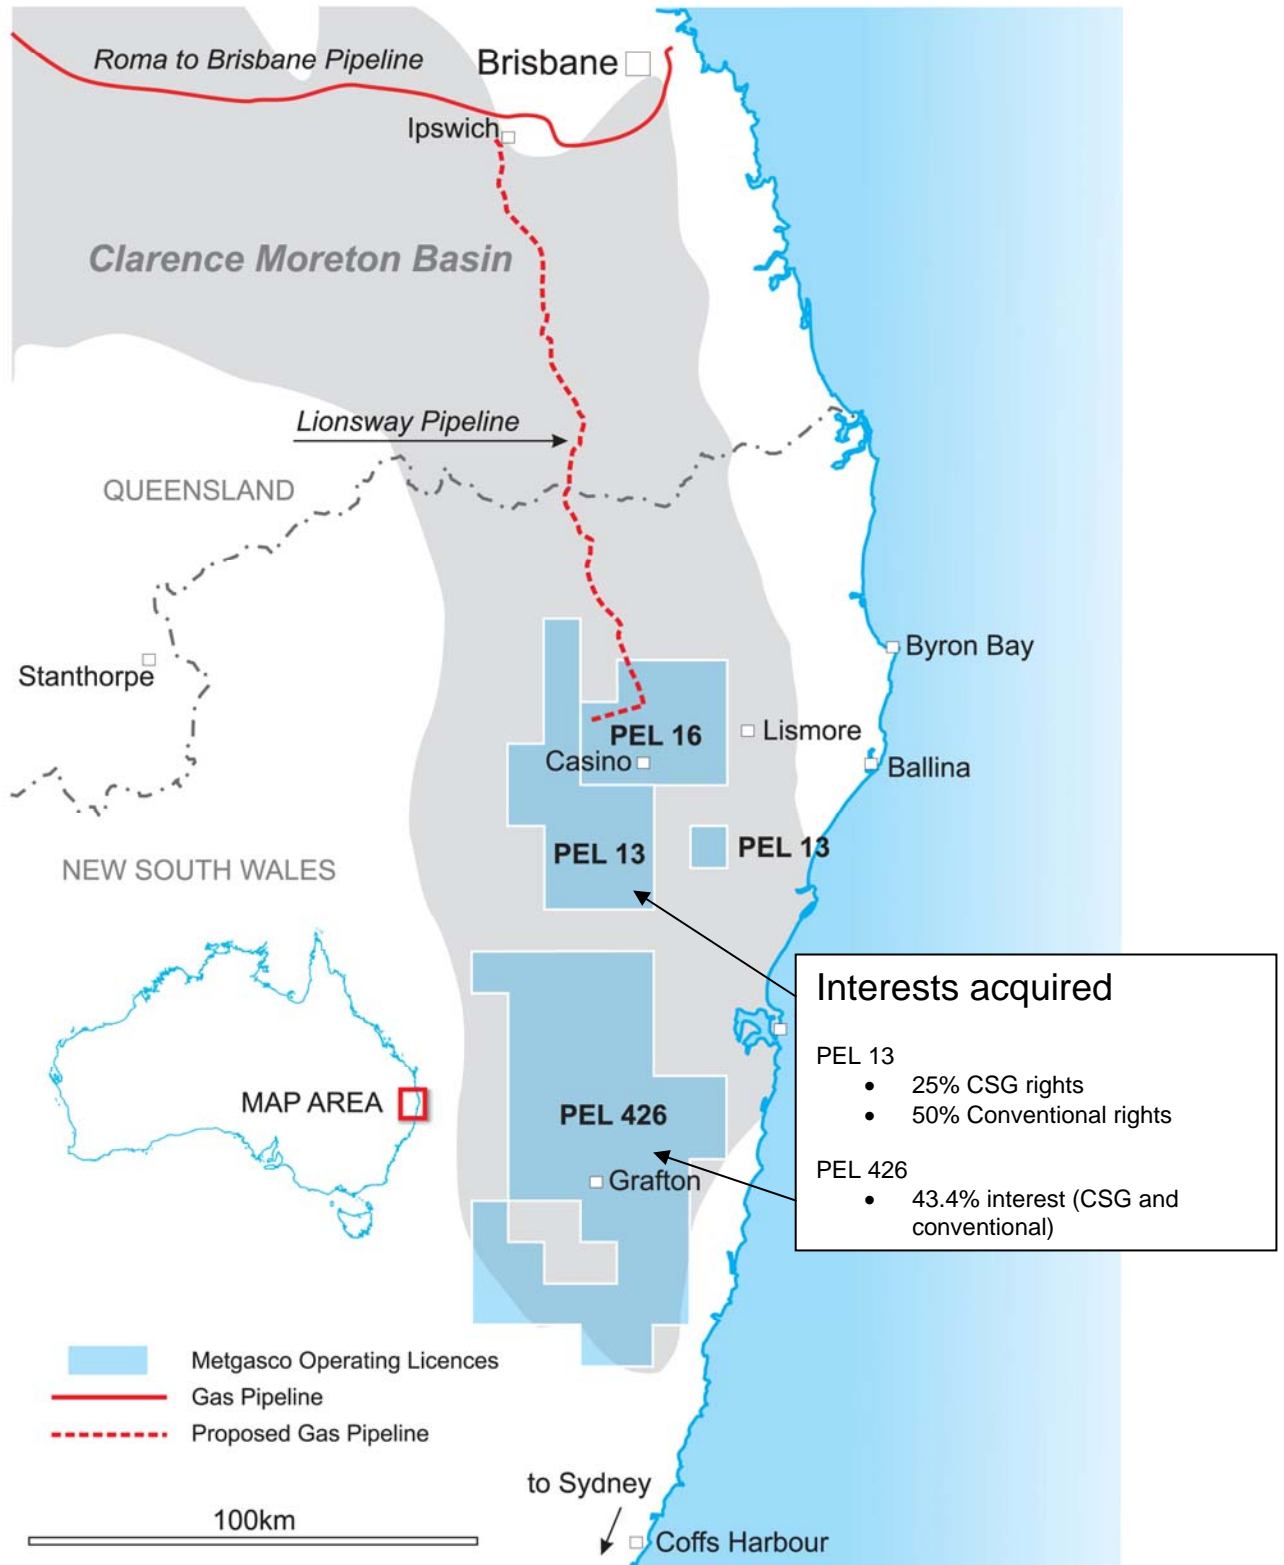 Roma to Brisbane Pipeline
Brisbane
Ipswich
Clarence Moreton Basin
Lionsway Pipeline
QUEENSLAND
Stanthorpe
Byron Bay
PEL 16
Lismore
Casino
Ballina
PEL 13
PEL 13
NEW SOUTH WALES
Interests acquired
PEL 13
• 25% CSG rights
• 50% Conventional rights
PEL 426
• 43.4% interest (CSG and
conventional)
MAP AREA
PEL 426
Grafton
Metgasco Operating Licences
Gas Pipeline
Proposed Gas Pipeline
to Sydney
100km
Coffs Harbour